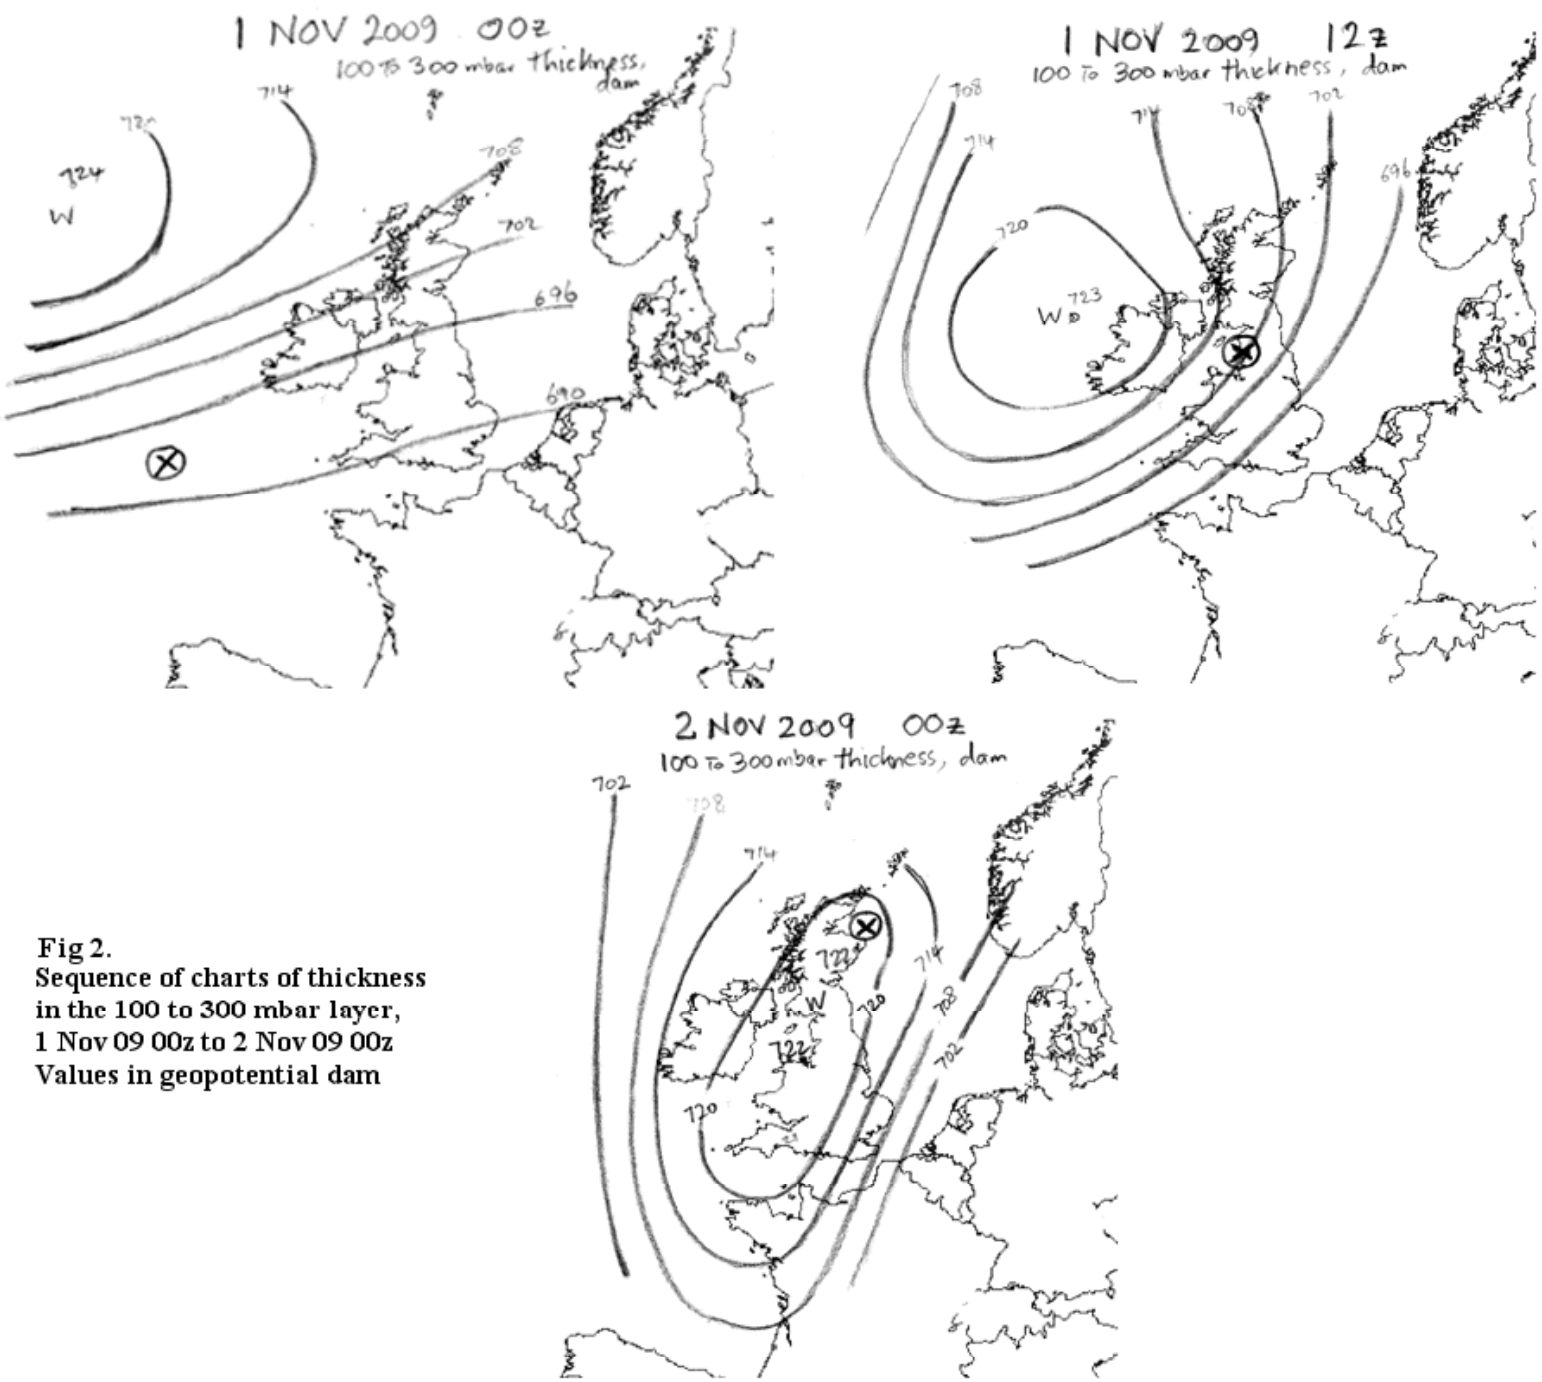 1 NOV 2009 00z
100 To 300 mbar thickness,
dam
714
720
724
W
708
702
696
690
1 NOV 2009 12z
100 To 300 mbar thickness, dam
708
714
714
708
702
696
720
W 723
2 NOV 2009 00z
100 To 300 mbar thickness, dam
702
708
714
722
714
W
720
708
722
702
720
Fig 2.
Sequence of charts of thickness
in the 100 to 300 mbar layer,
1 Nov 09 00z to 2 Nov 09 00z
Values in geopotential dam